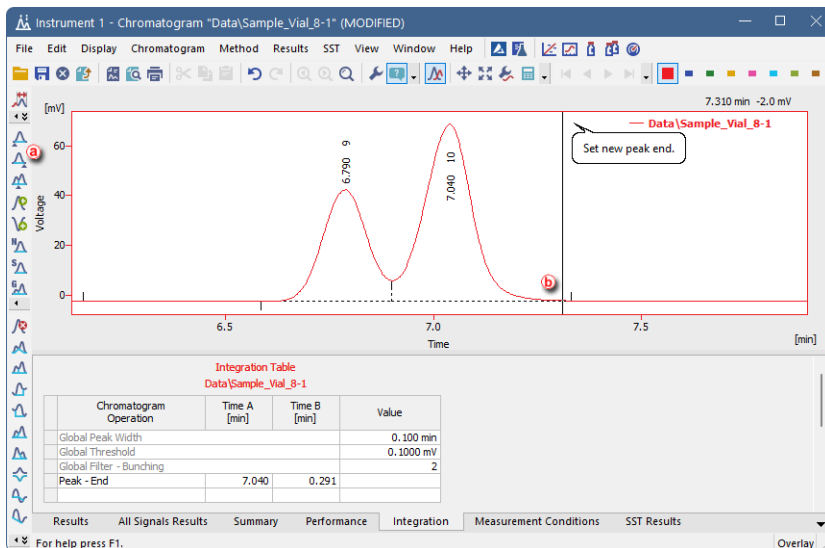 Instrument 1 - Chromatogram "Data\Sample_Vial_8-1" (MODIFIED)
File Edit Display Chromatogram Method Results SST View Window Help
7.310 min -2.0 mV
[mV]
Data\Sample_Vial_8-1
Set new peak end.
a
60
40
20
0
Voltage
6.790 9
7.040 10
b
6.5 7.0 7.5
Time
[min]
Integration Table
Data\Sample_Vial_8-1
Chromatogram Operation Time A [min] Time B [min] Value
Global Peak Width 0.100 min
Global Threshold 0.1000 mV
Global Filter - Bunching 2
Peak - End 7.040 0.291
Results All Signals Results Summary Performance Integration Measurement Conditions SST Results
For help press F1. Overlay